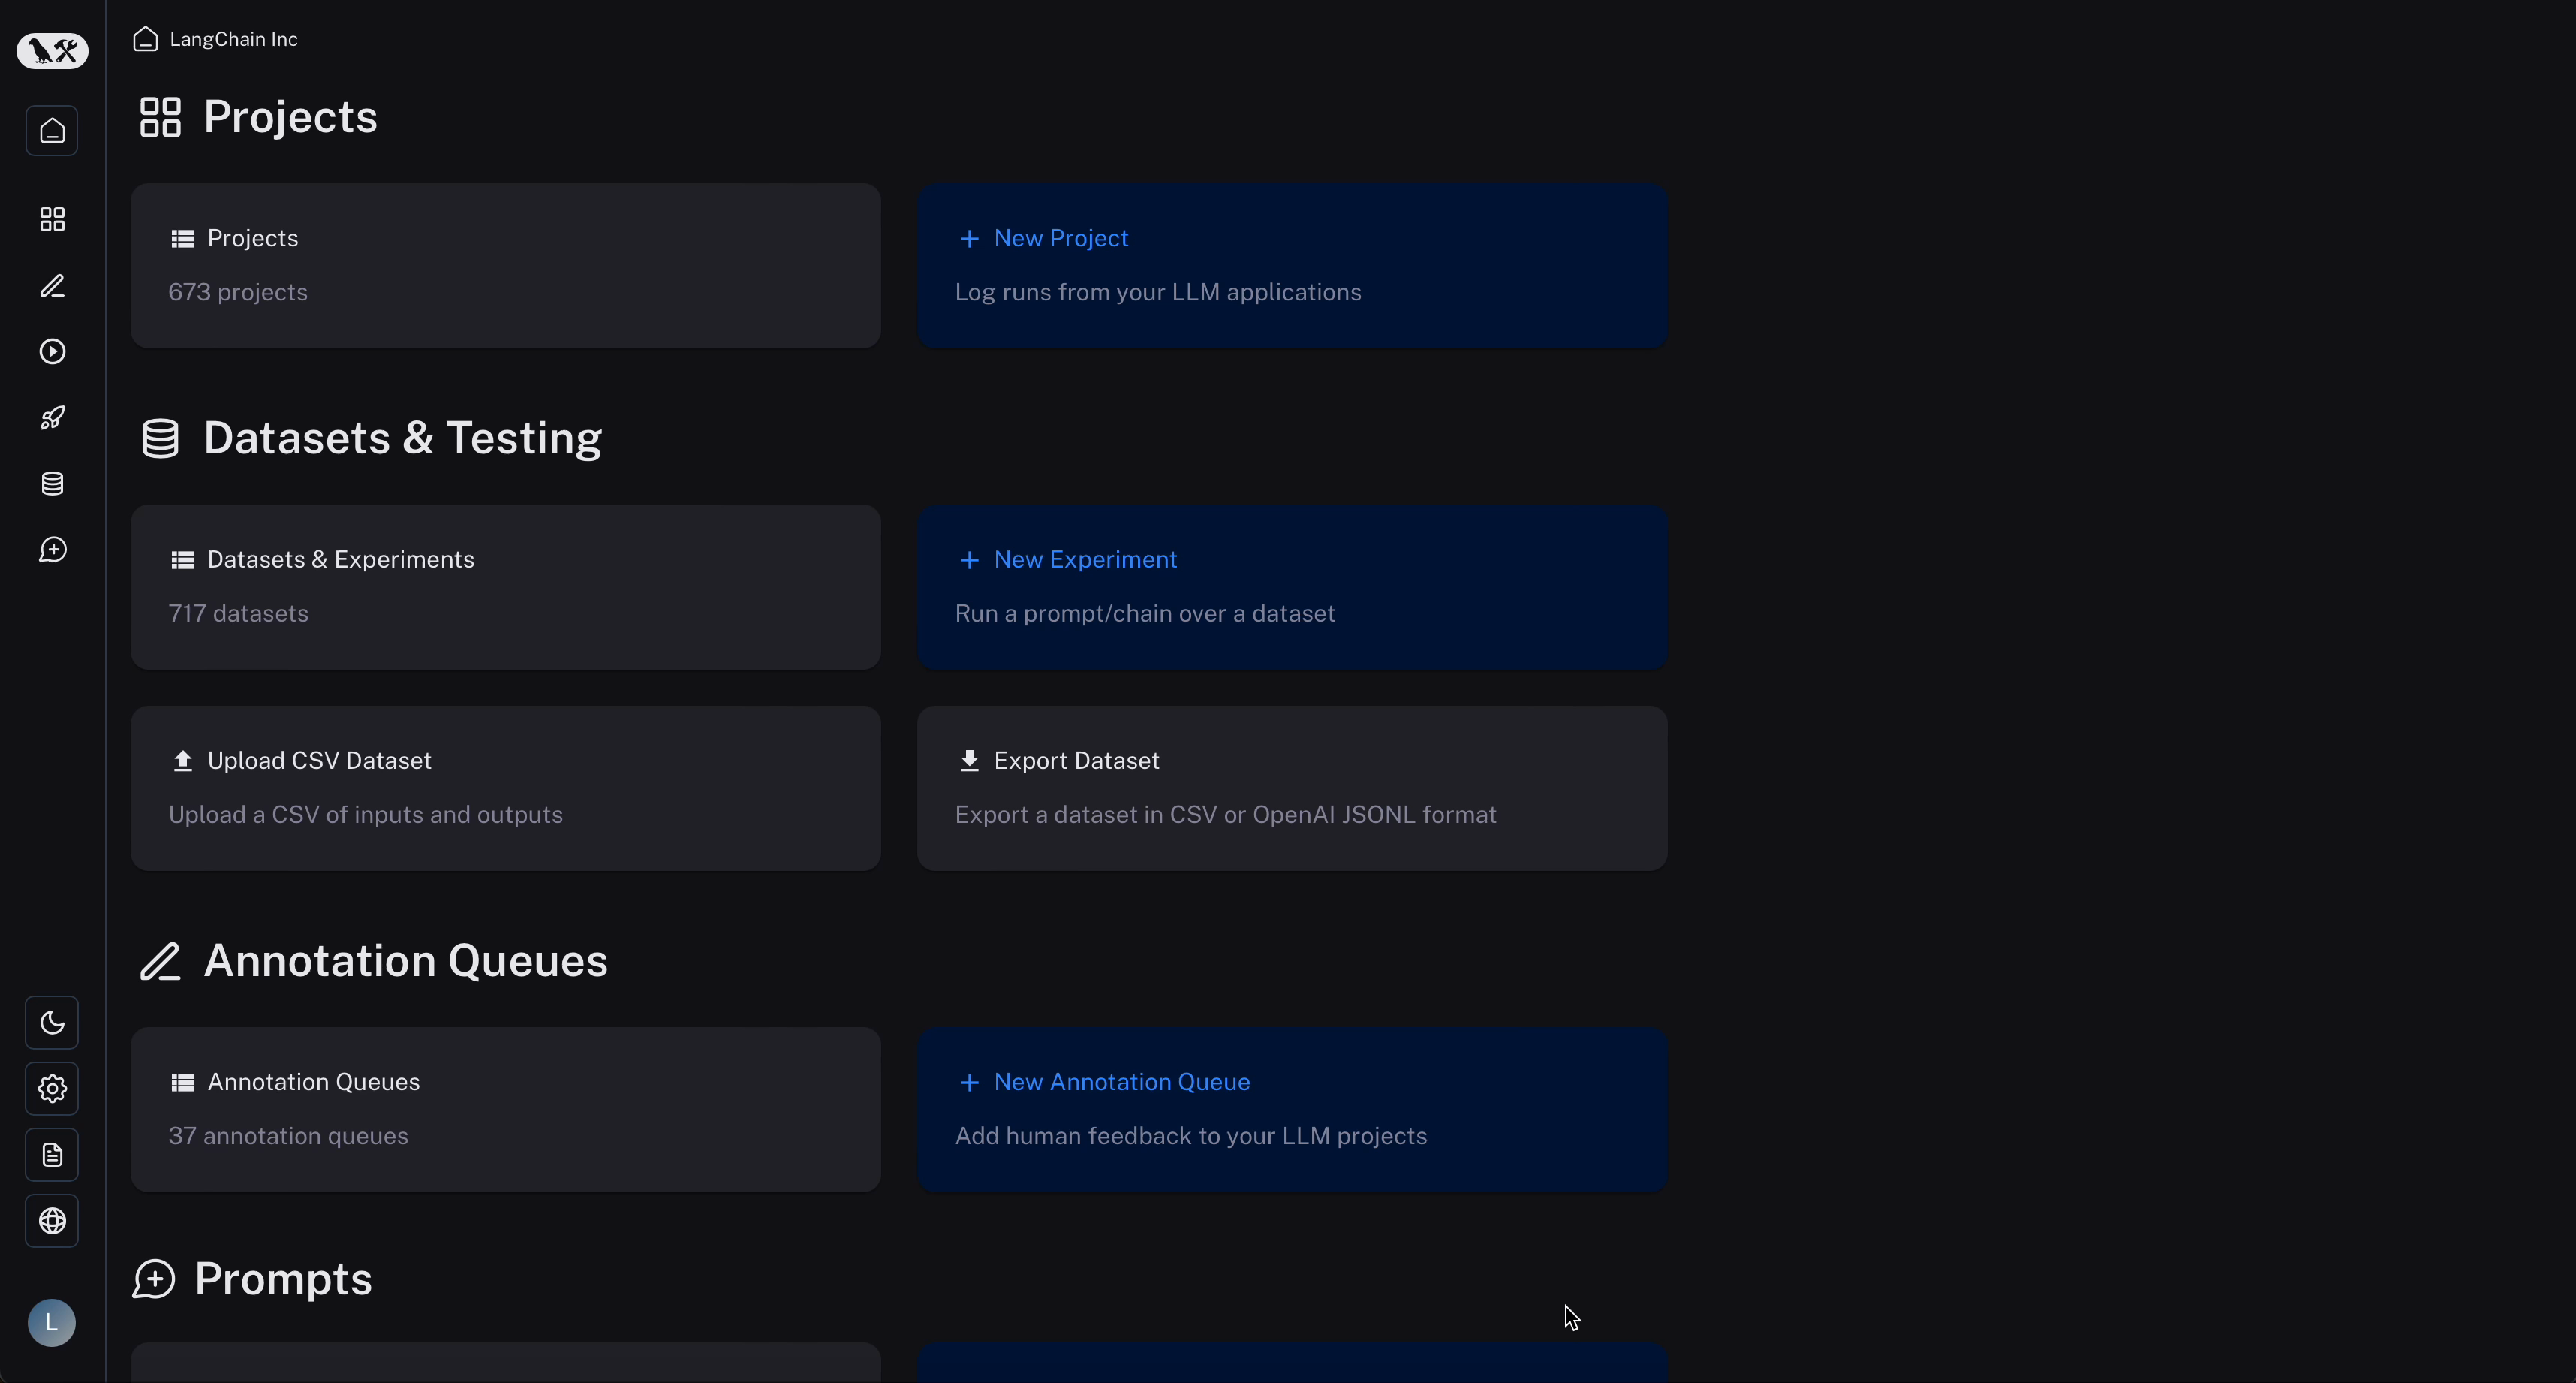 LangChain Inc
Projects
Projects
673 projects
New Project
Log runs from your LLM applications
Datasets & Testing
Datasets & Experiments
717 datasets
New Experiment
Run a prompt/chain over a dataset
Upload CSV Dataset
Upload a CSV of inputs and outputs
Export Dataset
Export a dataset in CSV or OpenAI JSONL format
Annotation Queues
Annotation Queues
37 annotation queues
New Annotation Queue
Add human feedback to your LLM projects
Prompts
L